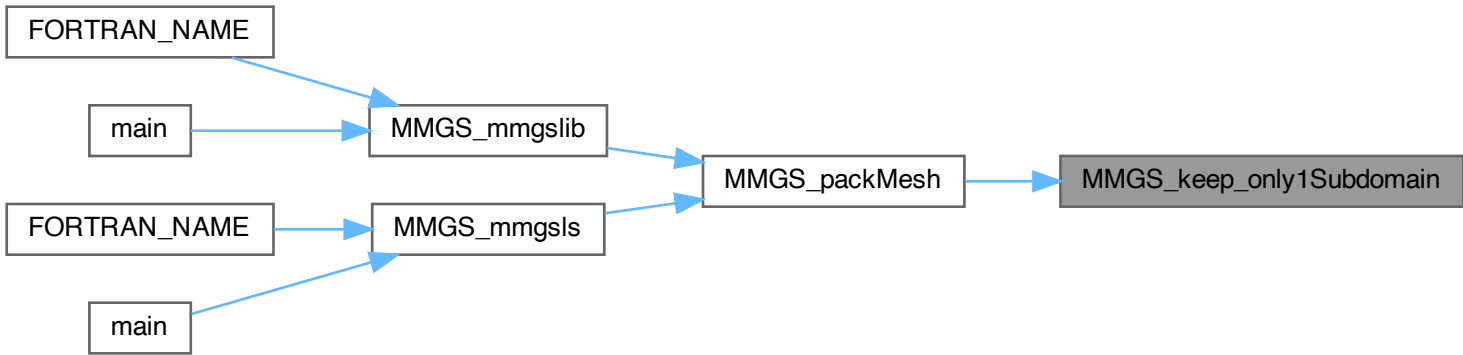 FORTRAN_NAME
main
MMGS_mmgslib
MMGS_packMesh
MMGS_keep_only1Subdomain
FORTRAN_NAME
MMGS_mmgsls
main